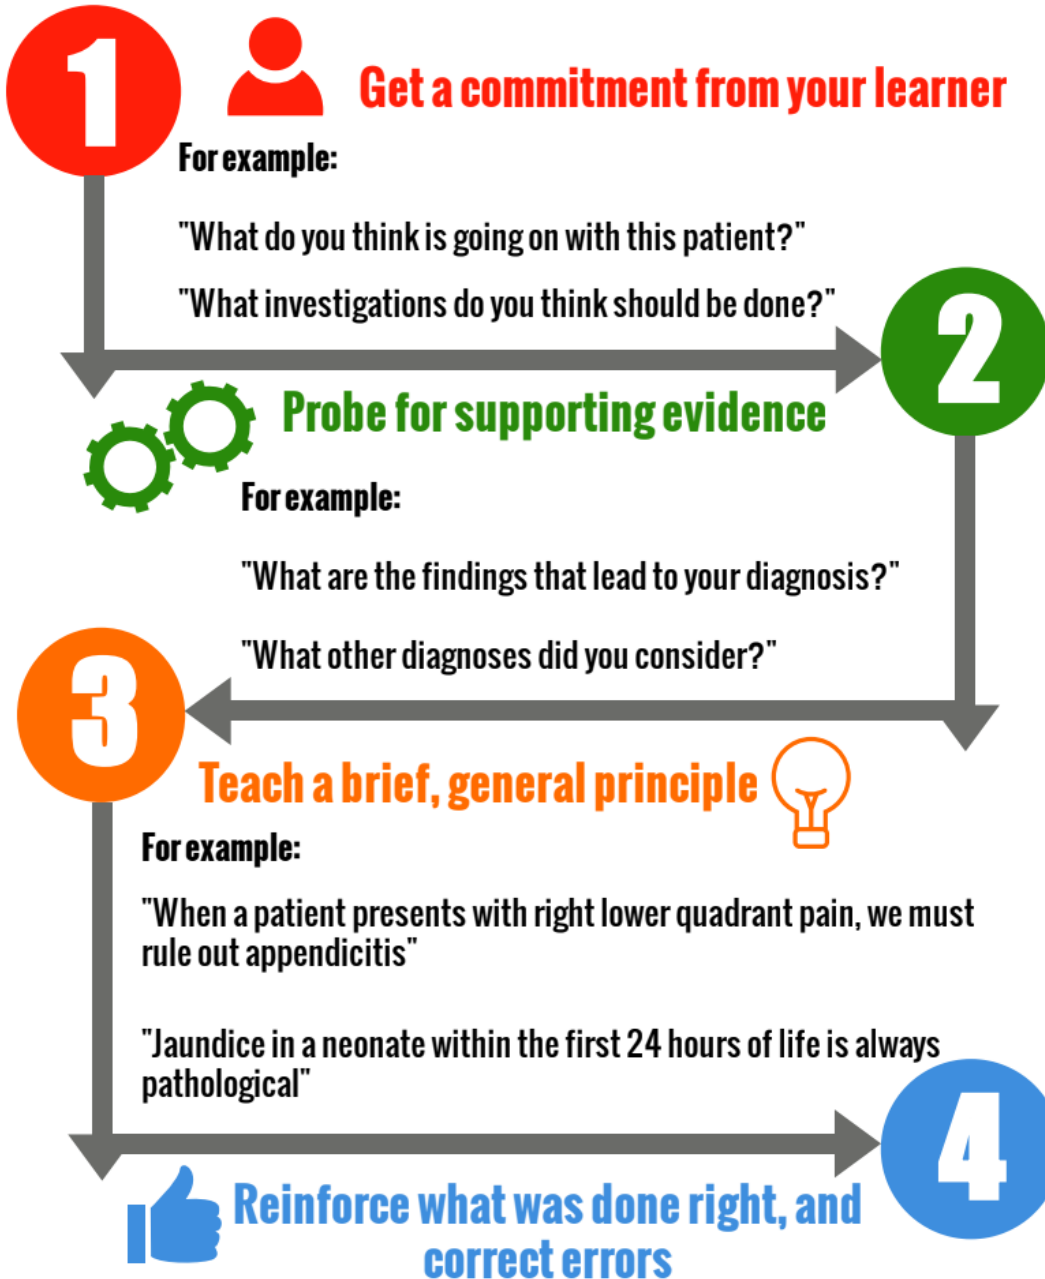 1
Get a commitment from your learner
For example:
"What do you think is going on with this patient?"
"What investigations do you think should be done?"
2
Probe for supporting evidence
For example:
"What are the findings that lead to your diagnosis?"
"What other diagnoses did you consider?"
3
Teach a brief, general principle
For example:
"When a patient presents with right lower quadrant pain, we must
rule out appendicitis"
"Jaundice in a neonate within the first 24 hours of life is always
pathological"
4
Reinforce what was done right, and
correct errors